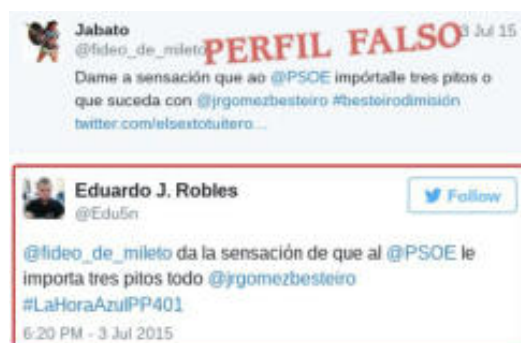 Jabato
@fideo_de_mileto
PERFIL FALSO
3 Jul 15
Dame a sensación que ao @PSOE impórtalle tres pitos o
que suceda con @jrgomezbesteiro #besteirodimisión
twitter.com/elsextotuitero...
Eduardo J. Robles
Follow
@Edu5n
@fideo_de_mileto da la sensación de que al @PSOE le
importa tres pitos todo @jrgomezbesteiro
#LaHoraAzulPP401
6:20 PM - 3 Jul 2015